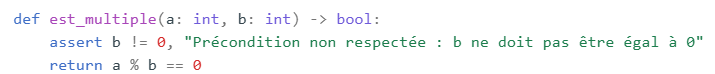 def est_multiple(a: int, b: int) -> bool:
    assert b != 0, "Précondition non respectée : b ne doit pas être égal à 0"
    return a % b == 0